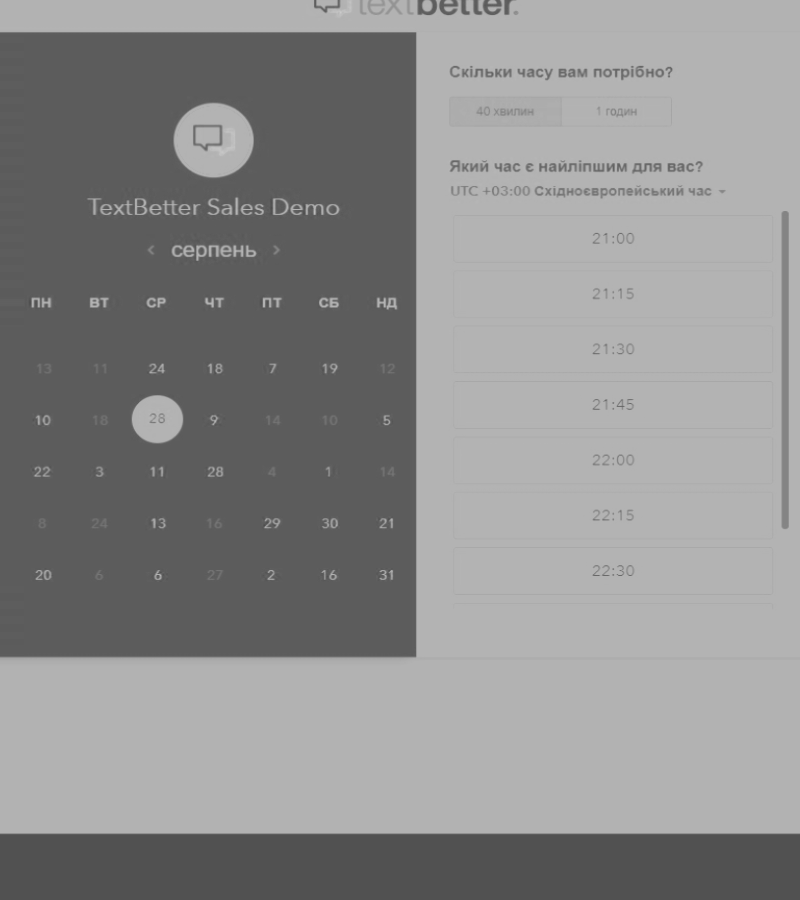 textbetter.
TextBetter Sales Demo
серпень
ПН ВТ СР ЧТ ПТ СБ НД
13 11 24 18 7 19 12
10 18 28 9 14 10 5
22 3 11 28 4 1 14
8 24 13 16 29 30 21
20 6 6 27 2 16 31
Скільки часу вам потрібно?
40 хвилин 1 годин
Який час є найліпшим для вас?
UTC +03:00 Східноєвропейський час
21:00
21:15
21:30
21:45
22:00
22:15
22:30